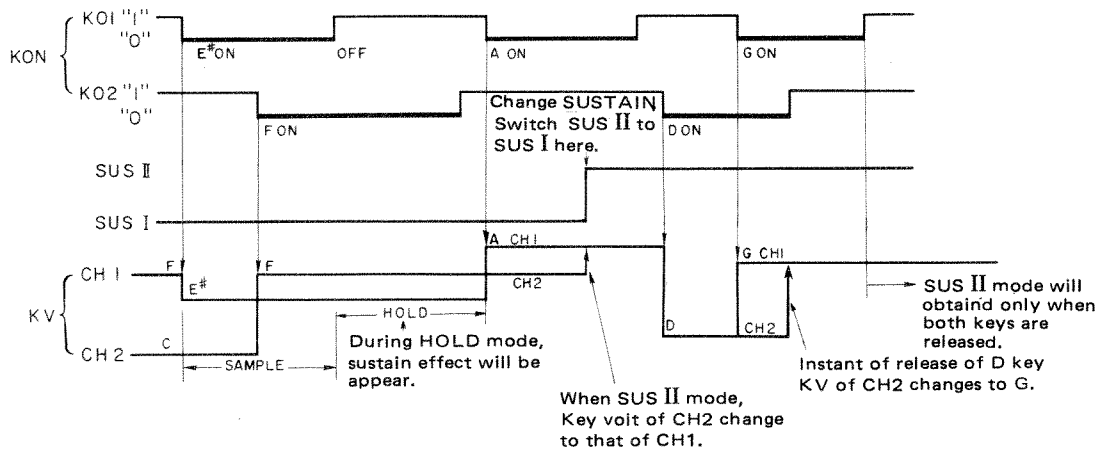 KON
KO1 "1"
"0"
E# ON
OFF
A ON
G ON
KO2 "1"
"0"
F ON
Change SUSTAIN
Switch SUS II to
SUS I here.
D ON
SUS II
SUS I
KV
CH 1
F
E#
F
A CH1
CH2
G CH1
CH 2
C
D
CH2
HOLD
SAMPLE
During HOLD mode,
sustain effect will be
appear.
When SUS II mode,
Key voit of CH2 change
to that of CH1.
SUS II mode will
obtaind only when
both keys are
released.
Instant of release of D key
KV of CH2 changes to G.